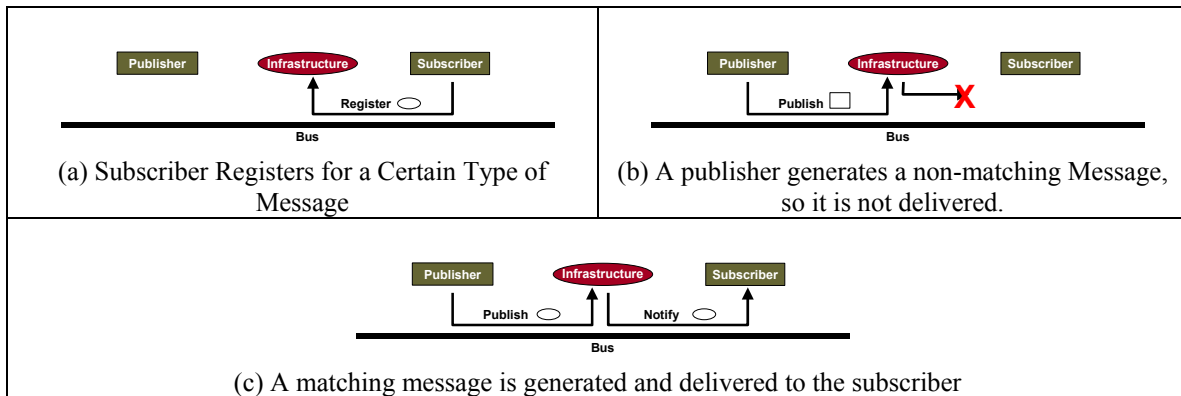 Publisher Infrastructure Subscriber
Register
Bus
(a) Subscriber Registers for a Certain Type of
Message
Publisher Infrastructure Subscriber
Publish
X
Bus
(b) A publisher generates a non-matching Message,
so it is not delivered.
Publisher Infrastructure Subscriber
Publish Notify
Bus
(c) A matching message is generated and delivered to the subscriber